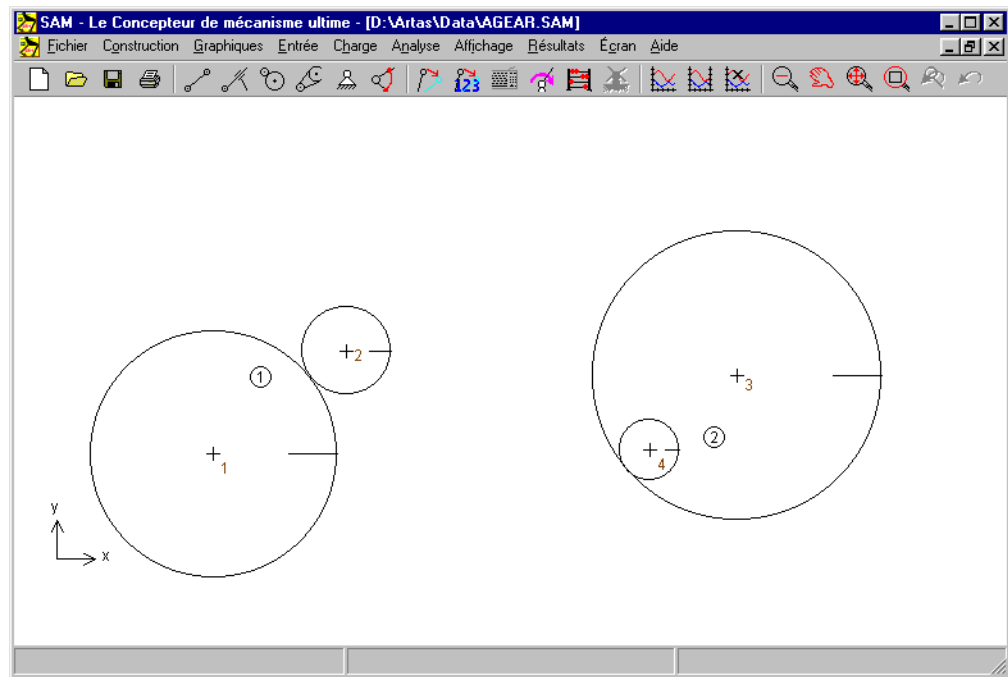 SAM - Le Concepteur de mécanisme ultime - [D:\Artas\Data\AGEAR.SAM]
Fichier Construction Graphiques Entrée Charge Analyse Affichage Résultats Écran Aide
123
2
1
3
2
4
1
y
x